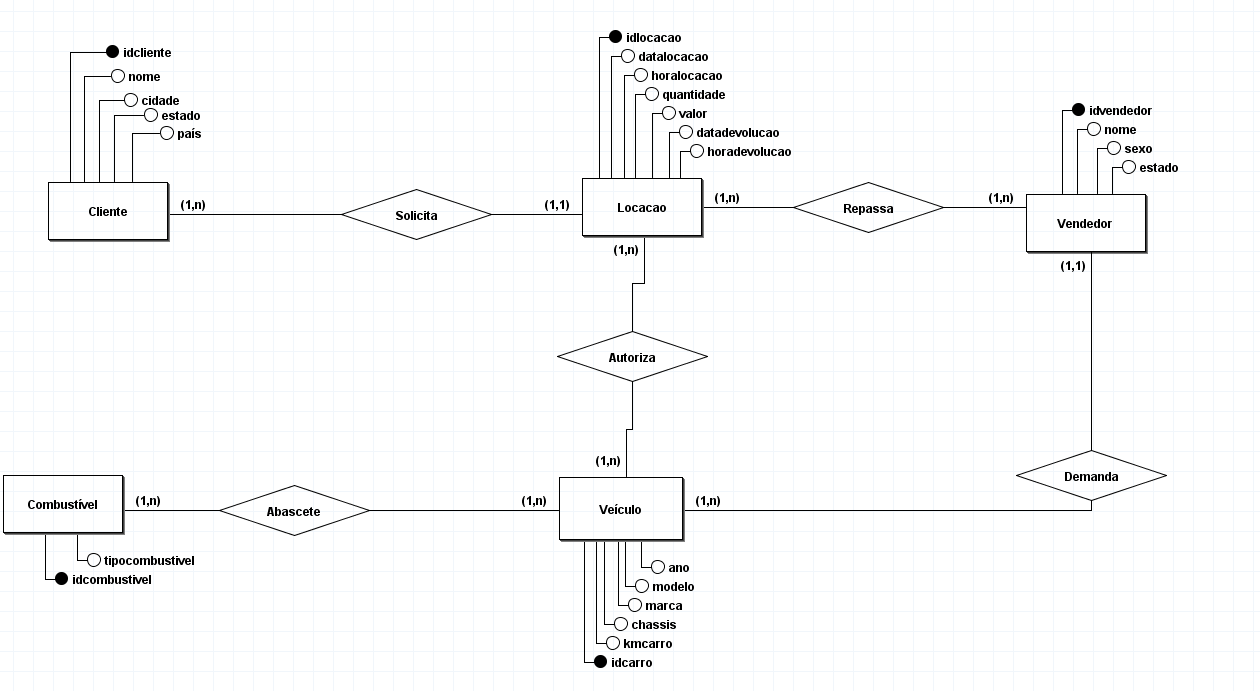 idcliente
nome
cidade
estado
país
Cliente
(1,n)
Solicita
(1,1)
idlocacao
datalocacao
horalocacao
quantidade
valor
datadevolucao
horadevolucao
Locacao
(1,n)
Repassa
(1,n)
idvendedor
nome
sexo
estado
Vendedor
(1,1)
(1,n)
Autoriza
(1,n)
Demanda
Combustível
(1,n)
Abascete
(1,n)
Veículo
(1,n)
tipocombustivel
idcombustivel
ano
modelo
marca
chassis
kmcarro
idcarro